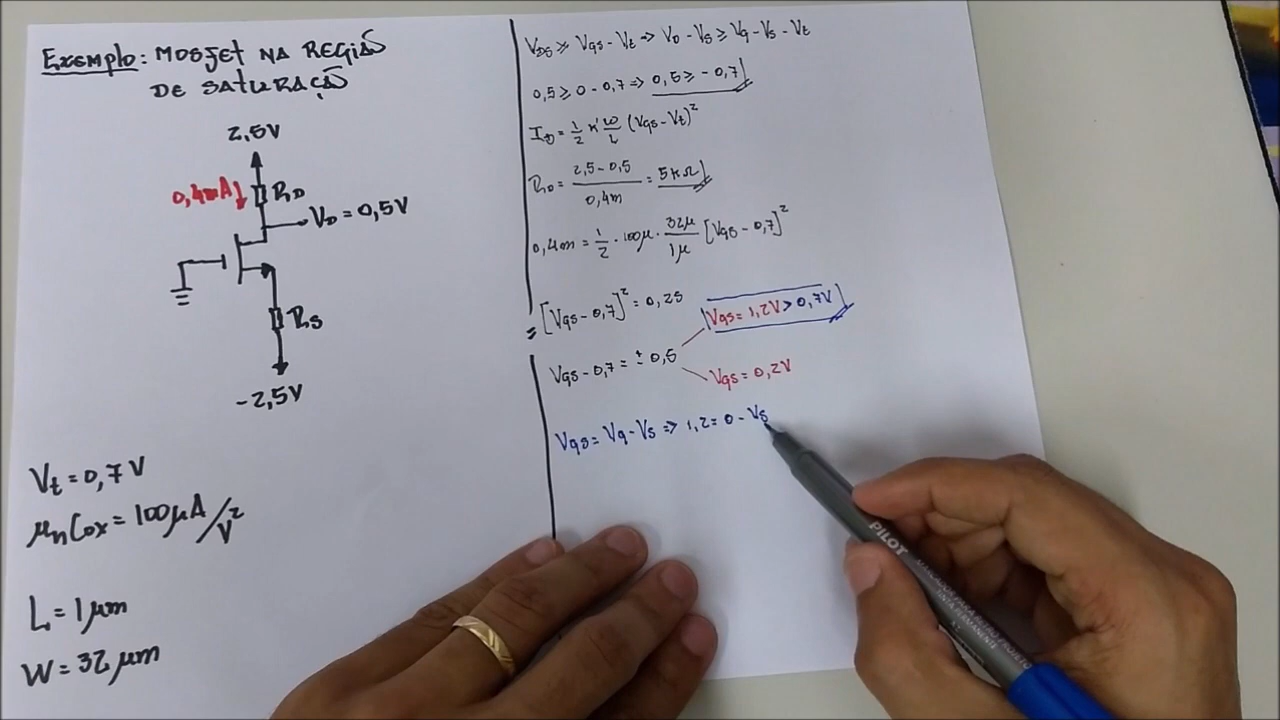 Exemplo: MOSFET NA REGIÃO
DE SATURAÇÃO
2,5V
0,4mA
RD
VD = 0,5V
RS
-2,5V
Vt = 0,7V
μnCox = 100μA/V²
L = 1μm
W = 32μm
VDS ≥ VGS - Vt → VD - VS ≥ VG - VS - Vt
0,5 ≥ 0 - 0,7 ⇒ 0,5 ≥ -0,7
ID = 1/2 K' W/L (VGS - Vt)²
RD = 2,5 - 0,5 / 0,4m = 5KΩ
0,4m = 1/2 · 100μ · 32μ/1μ [VGS - 0,7]²
= [VGS - 0,7]² = 0,25
VGS - 0,7 = ± 0,5
VGS = 1,2V > 0,7V
VGS = 0,2V
VGS = VG - VS ⇒ 1,2 = 0 - VS
PILOT